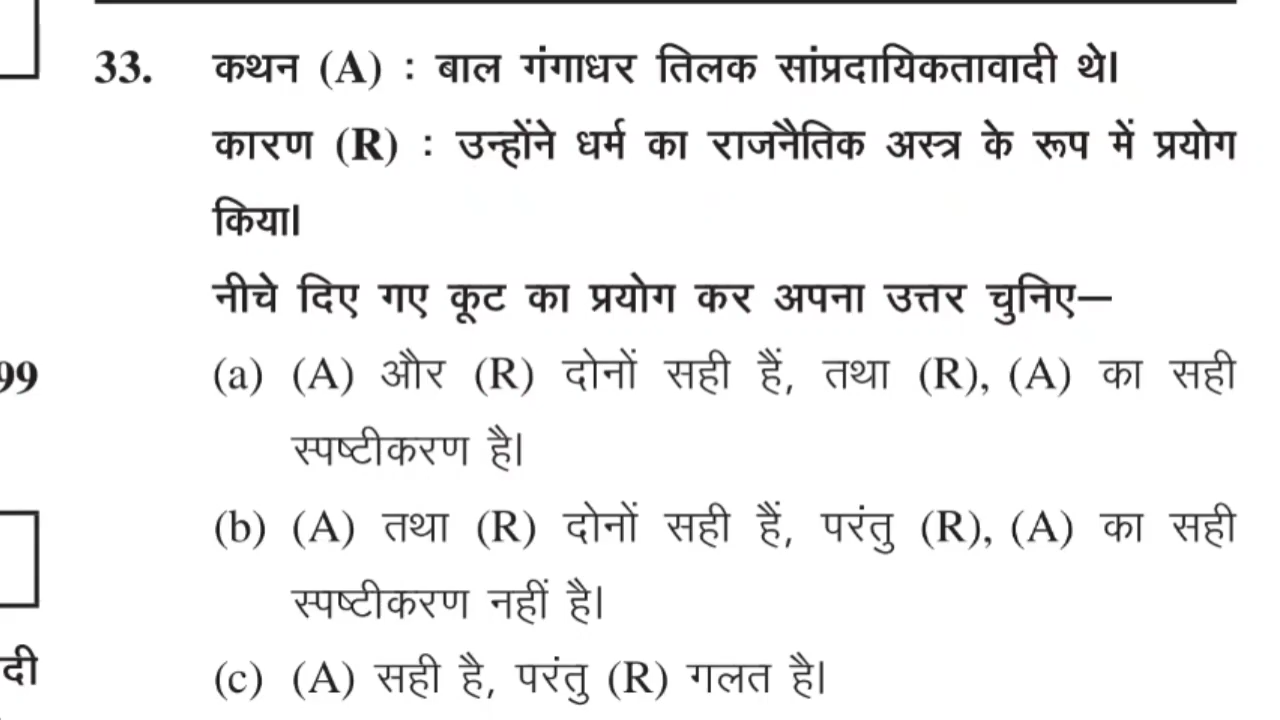 33. कथन (A) : बाल गंगाधर तिलक सांप्रदायिकतावादी थे।
कारण (R) : उन्होंने धर्म का राजनैतिक अस्त्र के रूप में प्रयोग
किया।
नीचे दिए गए कूट का प्रयोग कर अपना उत्तर चुनिए—
99
(a) (A) और (R) दोनों सही हैं, तथा (R), (A) का सही
स्पष्टीकरण है।
(b) (A) तथा (R) दोनों सही हैं, परंतु (R), (A) का सही
स्पष्टीकरण नहीं है।
दी
(c) (A) सही है, परंतु (R) गलत है।